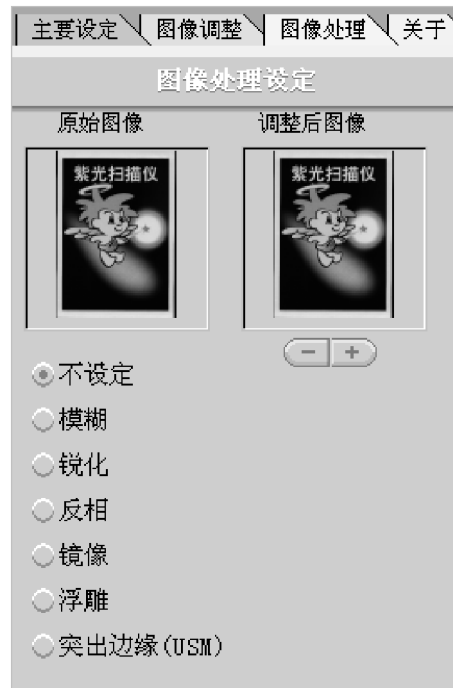 主要设定 图像调整 图像处理 关于
图像处理设定
原始图像 调整后图像
紫光扫描仪 紫光扫描仪
- +
不设定
模糊
锐化
反相
镜像
浮雕
突出边缘(USM)